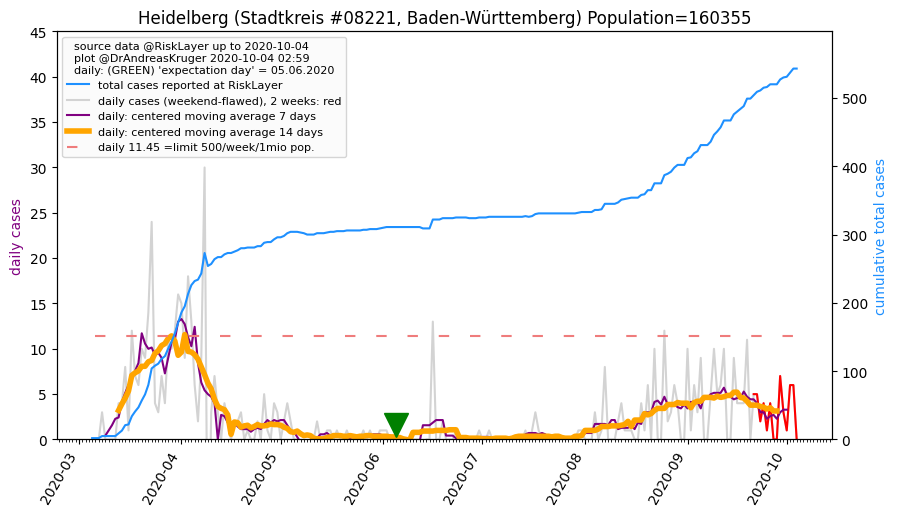 Heidelberg (Stadtkreis #08221, Baden-Württemberg) Population=160355
source data @RiskLayer up to 2020-10-04
plot @DrAndreasKruger 2020-10-04 02:59
daily: (GREEN) 'expectation day' = 05.06.2020
total cases reported at RiskLayer
daily cases (weekend-flawed), 2 weeks: red
daily: centered moving average 7 days
daily: centered moving average 14 days
daily 11.45 =limit 500/week/1mio pop.
daily cases
45
40
35
30
25
20
15
10
5
0
cumulative total cases
500
400
300
200
100
0
2020-03
2020-04
2020-05
2020-06
2020-07
2020-08
2020-09
2020-10